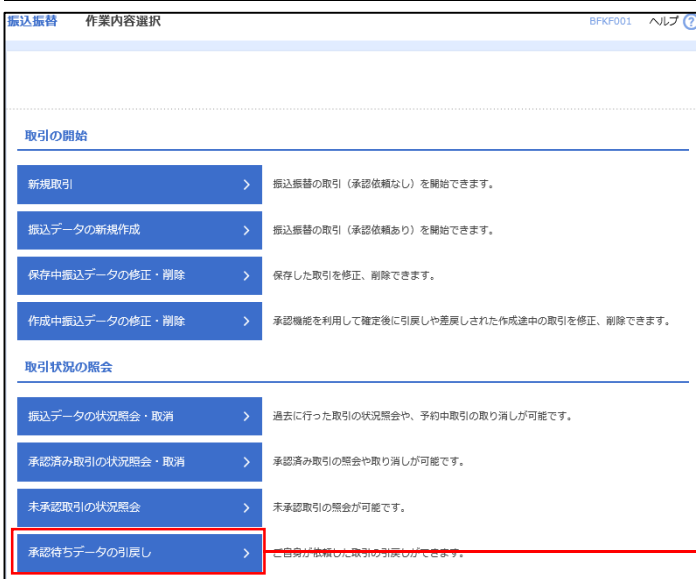 振込振替 作業内容選択 BFKF001 ヘルプ ?
取引の開始
新規取引 振込振替の取引（承認依頼なし）を開始できます。
振込データの新規作成 振込振替の取引（承認依頼あり）を開始できます。
保存中振込データの修正・削除 保存した取引を修正、削除できます。
作成中振込データの修正・削除 承認機能を利用して確定後に引戻しや差戻しされた作成途中の取引を修正、削除できます。
取引状況の照会
振込データの状況照会・取消 過去に行った取引の状況照会や、予約中取引の取り消しが可能です。
承認済み取引の状況照会・取消 承認済み取引の照会や取り消しが可能です。
未承認取引の状況照会 未承認取引の照会が可能です。
承認待ちデータの引戻し ご自身が依頼した取引の引戻しができます。